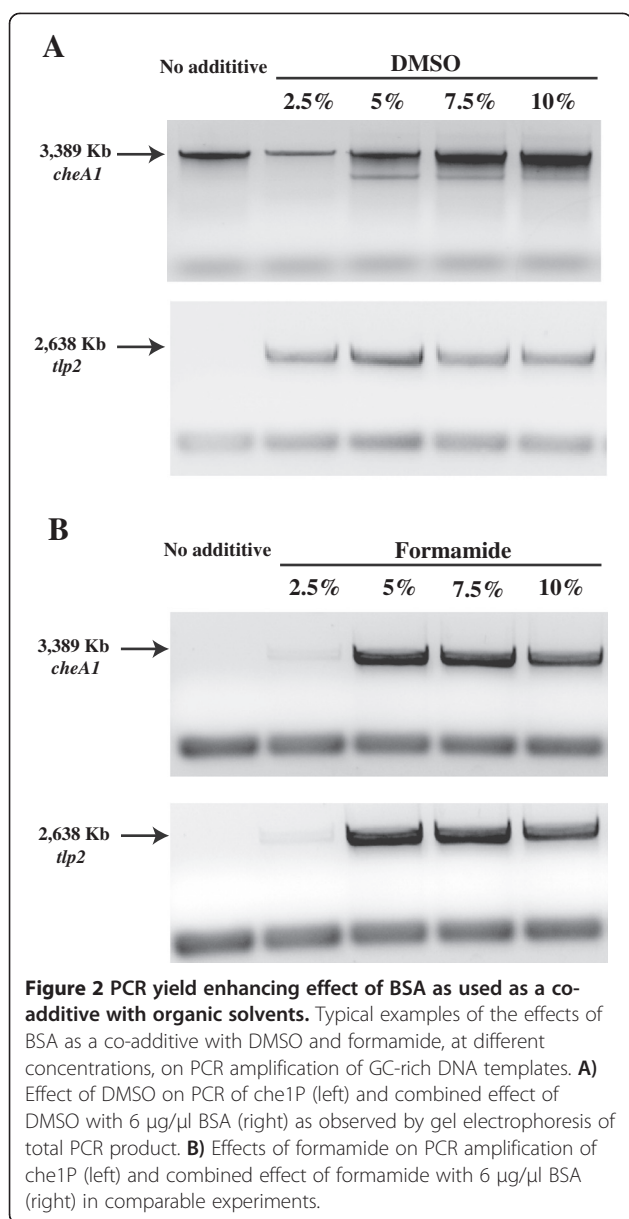 A
No addititive
DMSO
2.5% 5% 7.5% 10%
3,389 Kb
cheA1
2,638 Kb
tlp2
B
No addititive
Formamide
2.5% 5% 7.5% 10%
3,389 Kb
cheA1
2,638 Kb
tlp2
Figure 2 PCR yield enhancing effect of BSA as used as a co-
additive with organic solvents. Typical examples of the effects of
BSA as a co-additive with DMSO and formamide, at different
concentrations, on PCR amplification of GC-rich DNA templates. A)
Effect of DMSO on PCR of che1P (left) and combined effect of
DMSO with 6 μg/μl BSA (right) as observed by gel electrophoresis of
total PCR product. B) Effects of formamide on PCR amplification of
che1P (left) and combined effect of formamide with 6 μg/μl BSA
(right) in comparable experiments.